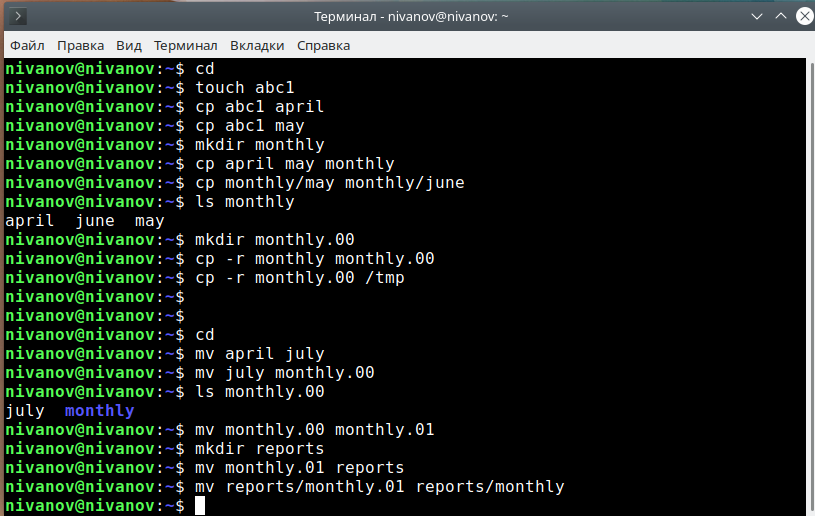 Терминал - nivanov@nivanov: ~
Файл Правка Вид Терминал Вкладки Справка
nivanov@nivanov:~$ cd
nivanov@nivanov:~$ touch abc1
nivanov@nivanov:~$ cp abc1 april
nivanov@nivanov:~$ cp abc1 may
nivanov@nivanov:~$ mkdir monthly
nivanov@nivanov:~$ cp april may monthly
nivanov@nivanov:~$ cp monthly/may monthly/june
nivanov@nivanov:~$ ls monthly
april  june  may
nivanov@nivanov:~$ mkdir monthly.00
nivanov@nivanov:~$ cp -r monthly monthly.00
nivanov@nivanov:~$ cp -r monthly.00 /tmp
nivanov@nivanov:~$
nivanov@nivanov:~$
nivanov@nivanov:~$ cd
nivanov@nivanov:~$ mv april july
nivanov@nivanov:~$ mv july monthly.00
nivanov@nivanov:~$ ls monthly.00
july  monthly
nivanov@nivanov:~$ mv monthly.00 monthly.01
nivanov@nivanov:~$ mkdir reports
nivanov@nivanov:~$ mv monthly.01 reports
nivanov@nivanov:~$ mv reports/monthly.01 reports/monthly
nivanov@nivanov:~$